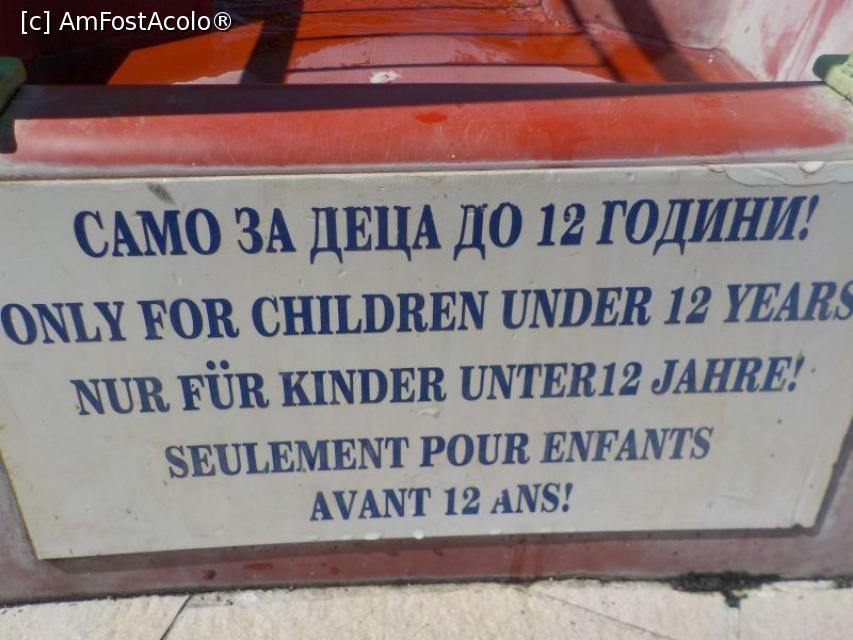 [c] AmFostAcolo®
САМО ЗА ДЕЦА ДО 12 ГОДИНИ!
ONLY FOR CHILDREN UNDER 12 YEARS
NUR FÜR KINDER UNTER12 JAHRE!
SEULEMENT POUR ENFANTS
AVANT 12 ANS!